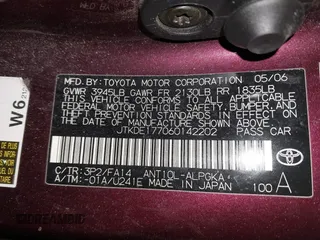 MFD. BY: TOYOTA MOTOR CORPORATION 05/06
GVWR 3945LB GAWR FR 2130LB RR 1835LB
THIS VEHICLE CONFORMS TO ALL APPLICABLE
FEDERAL MOTOR VEHICLE SAFETY, BUMPER, AND
THEFT PREVENTION STANDARDS IN EFFECT ON
THE DATE OF MANUFACTURE SHOWN ABOVE.
JTKDE177060142202
PASS. CAR
C/TR: 3P2/FA14 ANT10L-ALPGKA
A/TM: -01A/U241E MADE IN JAPAN 100 A
TOYOTA
W6